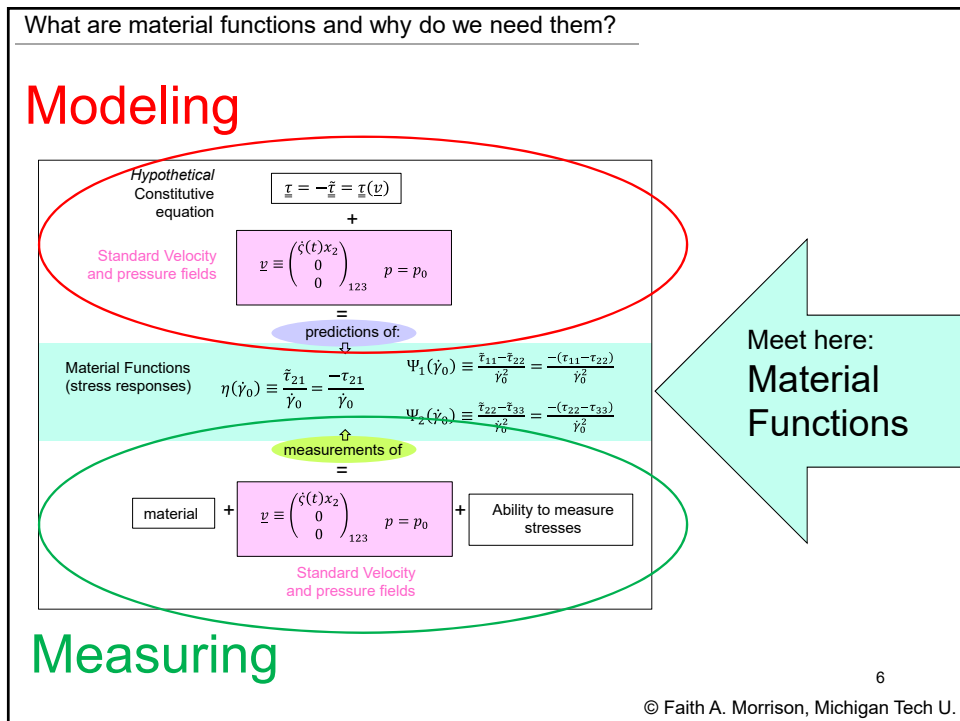 What are material functions and why do we need them?
Modeling
Hypothetical
Constitutive
equation
τ̳ = −τ̳̃ = τ̳(v̲)
+
Standard Velocity
and pressure fields
v̲ ≡ (ς̇(t)x₂ 0 0)₁₂₃ p = p₀
=
predictions of:
Material Functions
(stress responses)
η(γ̇₀) ≡ τ̃₂₁/γ̇₀ = −τ₂₁/γ̇₀
Ψ₁(γ̇₀) ≡ (τ̃₁₁−τ̃₂₂)/γ̇₀² = −(τ₁₁−τ₂₂)/γ̇₀²
Ψ₂(γ̇₀) ≡ (τ̃₂₂−τ̃₃₃)/γ̇₀² = −(τ₂₂−τ₃₃)/γ̇₀²
measurements of
=
material
+
v̲ ≡ (ς̇(t)x₂ 0 0)₁₂₃ p = p₀
+
Ability to measure
stresses
Standard Velocity
and pressure fields
Measuring
Meet here:
Material
Functions
6
© Faith A. Morrison, Michigan Tech U.